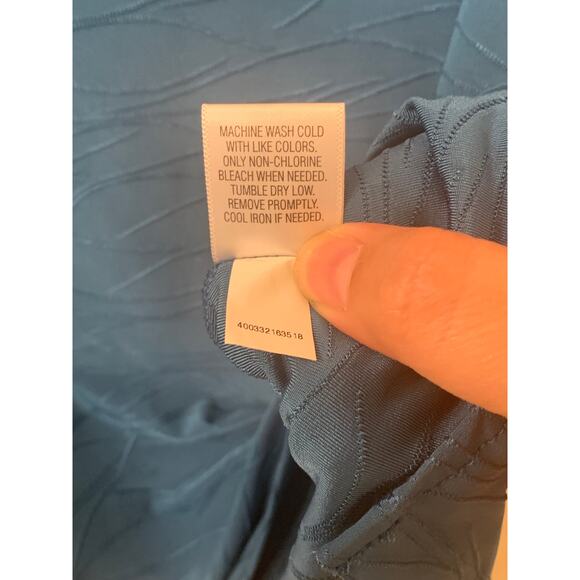 MACHINE WASH COLD
WITH LIKE COLORS.
ONLY NON-CHLORINE
BLEACH WHEN NEEDED.
TUMBLE DRY LOW.
REMOVE PROMPTLY.
COOL IRON IF NEEDED.
400332163518